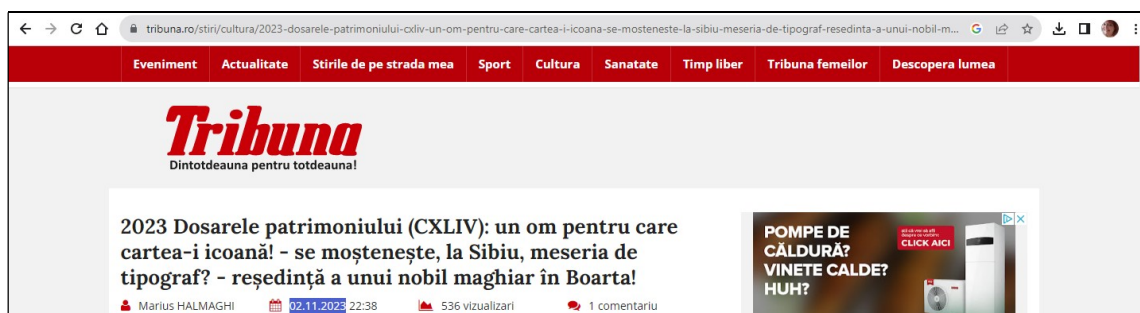 tribuna.ro/stiri/cultura/2023-dosarele-patrimoniului-cxliv-un-om-pentru-care-cartea-i-icoana-se-mosteneste-la-sibiu-meseria-de-tipograf-resedinta-a-unui-nobil-m...
Eveniment Actualitate Stirile de pe strada mea Sport Cultura Sanatate Timp liber Tribuna femeilor Descopera lumea
Tribuna
Dintotdeauna pentru totdeauna!
2023 Dosarele patrimoniului (CXLIV): un om pentru care
cartea-i icoană! - se moștenește, la Sibiu, meseria de
tipograf? - reședință a unui nobil maghiar în Boarta!
Marius HALMAGHI 02.11.2023 22:38 536 vizualizari 1 comentariu
POMPE DE
CĂLDURĂ?
VINETE CALDE?
HUH?
CLICK AICI